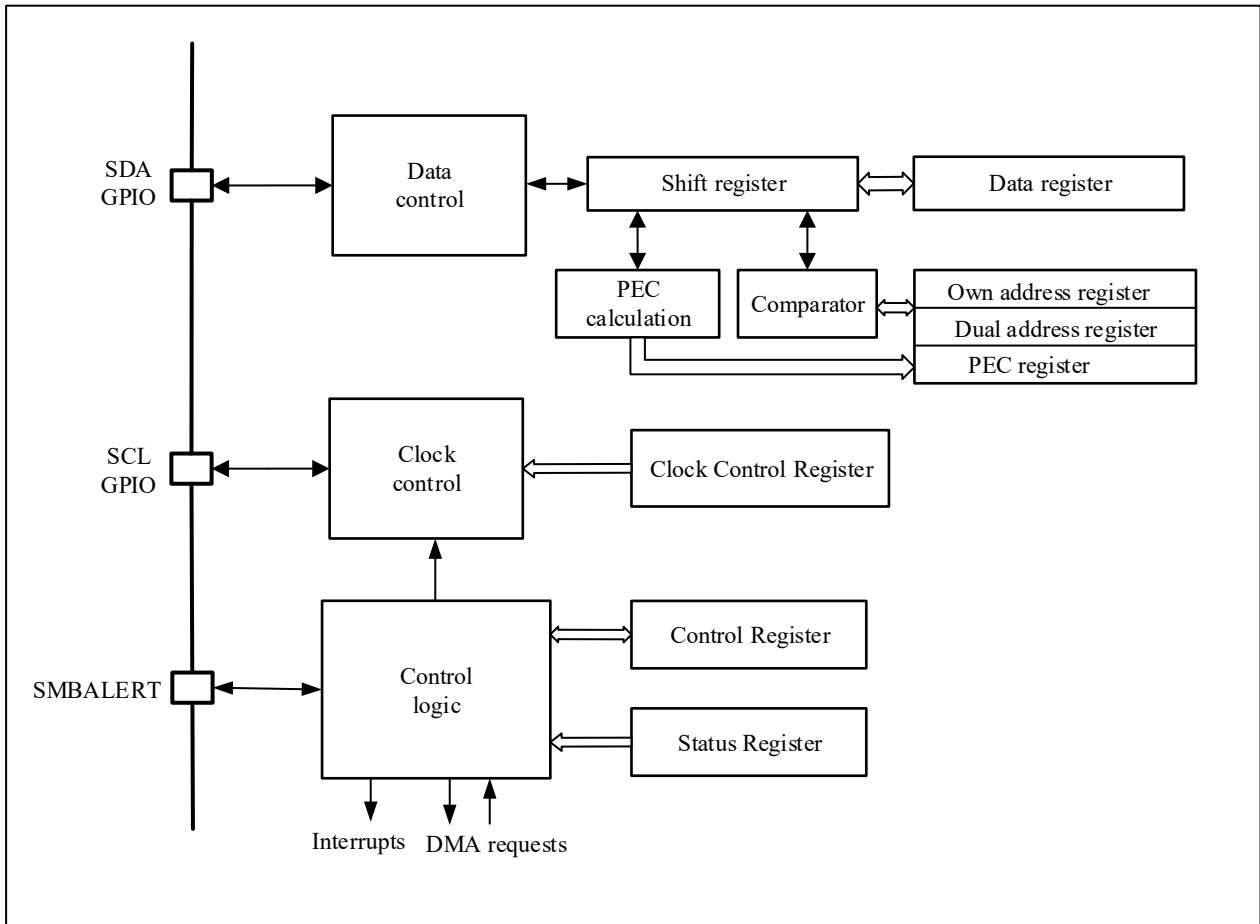 SDA
GPIO
Data
control
Shift register
Data register
PEC
calculation
Comparator
Own address register
Dual address register
PEC register
SCL
GPIO
Clock
control
Clock Control Register
SMBALERT
Control
logic
Control Register
Status Register
Interrupts
DMA requests